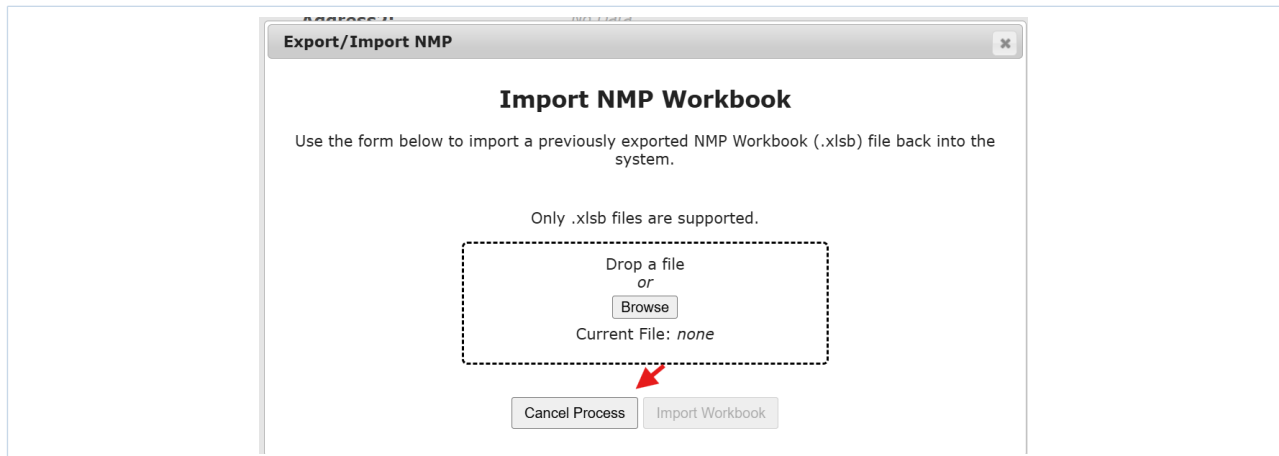 Export/Import NMP
Import NMP Workbook
Use the form below to import a previously exported NMP Workbook (.xlsb) file back into the
system.
Only .xlsb files are supported.
Drop a file
or
Browse
Current File: none
Cancel Process Import Workbook